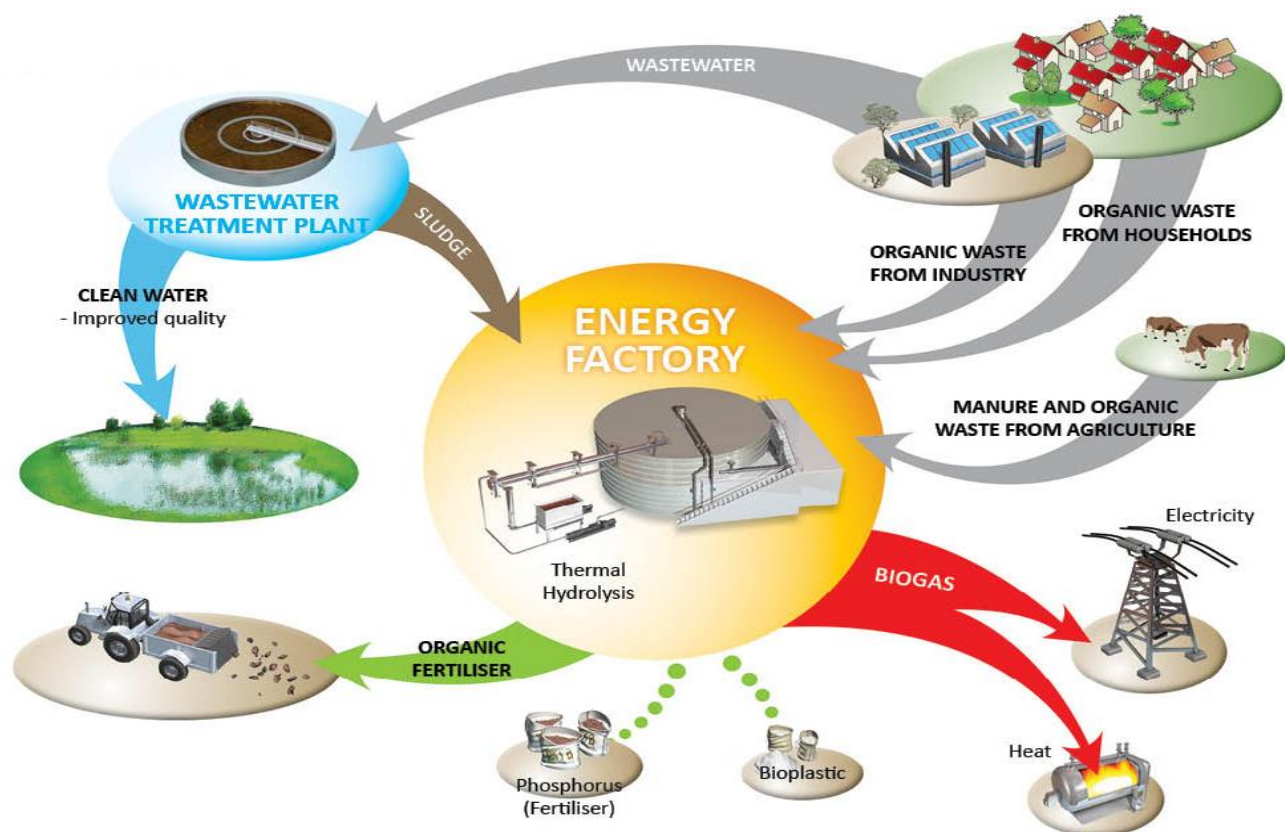 WASTEWATER
WASTEWATER
TREATMENT PLANT
SLUDGE
ORGANIC WASTE
FROM HOUSEHOLDS
ORGANIC WASTE
FROM INDUSTRY
CLEAN WATER
- Improved quality
ENERGY
FACTORY
MANURE AND ORGANIC
WASTE FROM AGRICULTURE
Thermal
Hydrolysis
Electricity
BIOGAS
ORGANIC
FERTILISER
Heat
Phosphorus
(Fertiliser)
Bioplastic